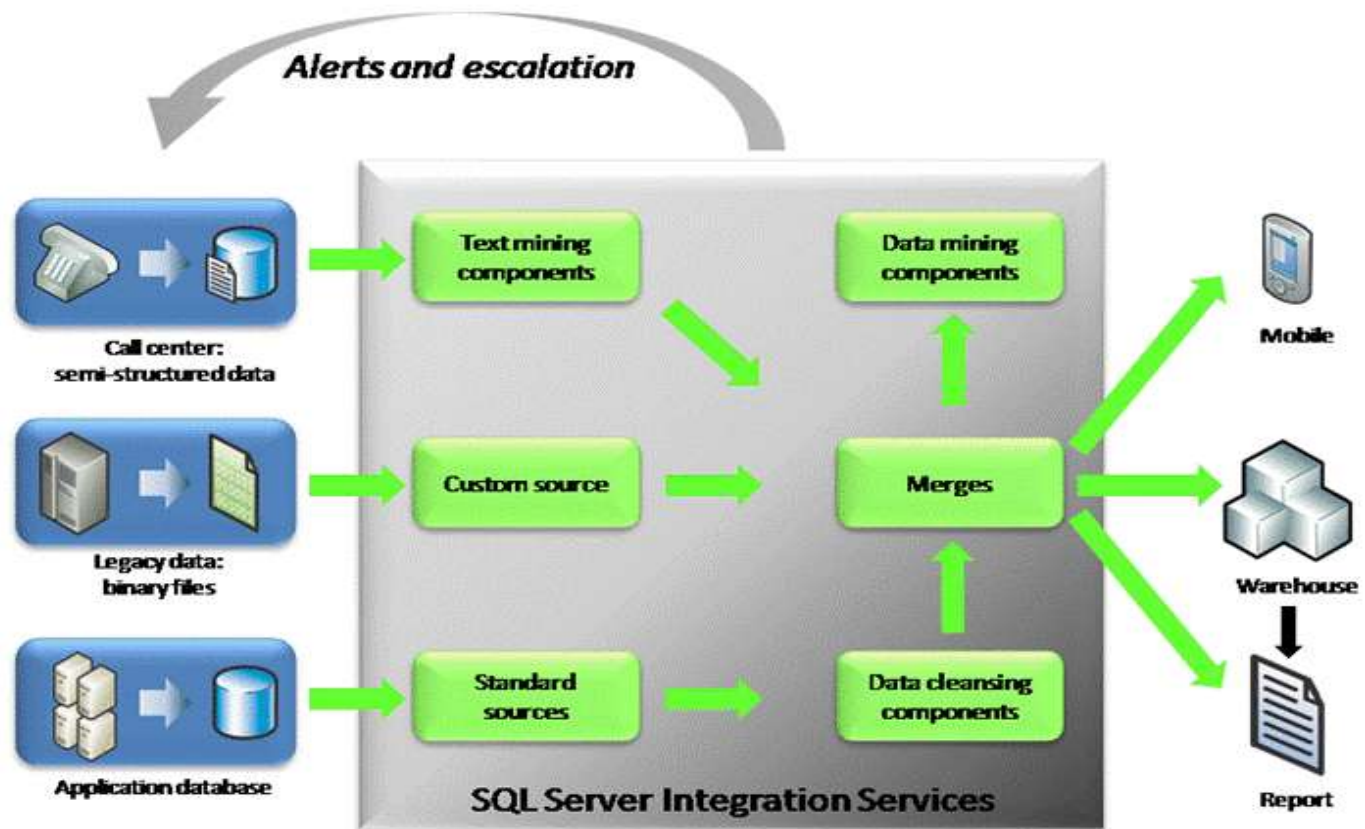 Alerts and escalation
Text mining
components
Data mining
components
Call center:
semi-structured data
Mobile
Custom source
Merges
Legacy data:
binary files
Warehouse
Standard
sources
Data cleansing
components
Application database
SQL Server Integration Services
Report